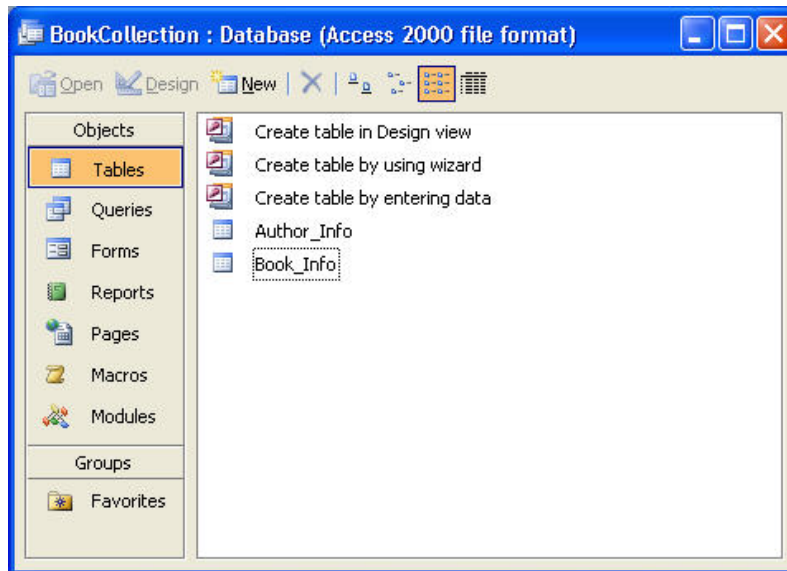 BookCollection : Database (Access 2000 file format)
Open Design New
Objects
Tables
Queries
Forms
Reports
Pages
Macros
Modules
Groups
Favorites
Create table in Design view
Create table by using wizard
Create table by entering data
Author_Info
Book_Info